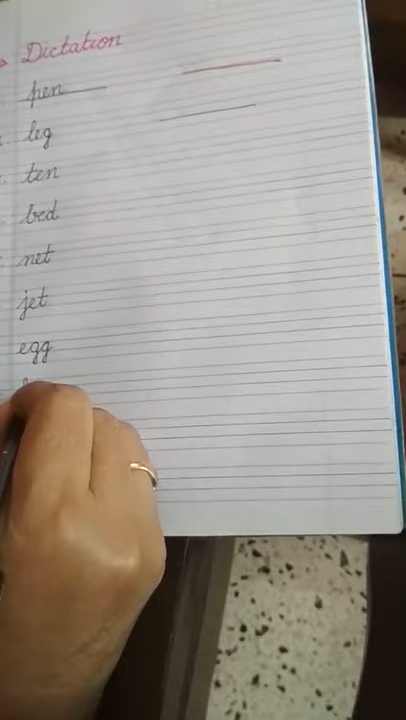 Dictation
pen
leg
ten
bed
net
jet
egg